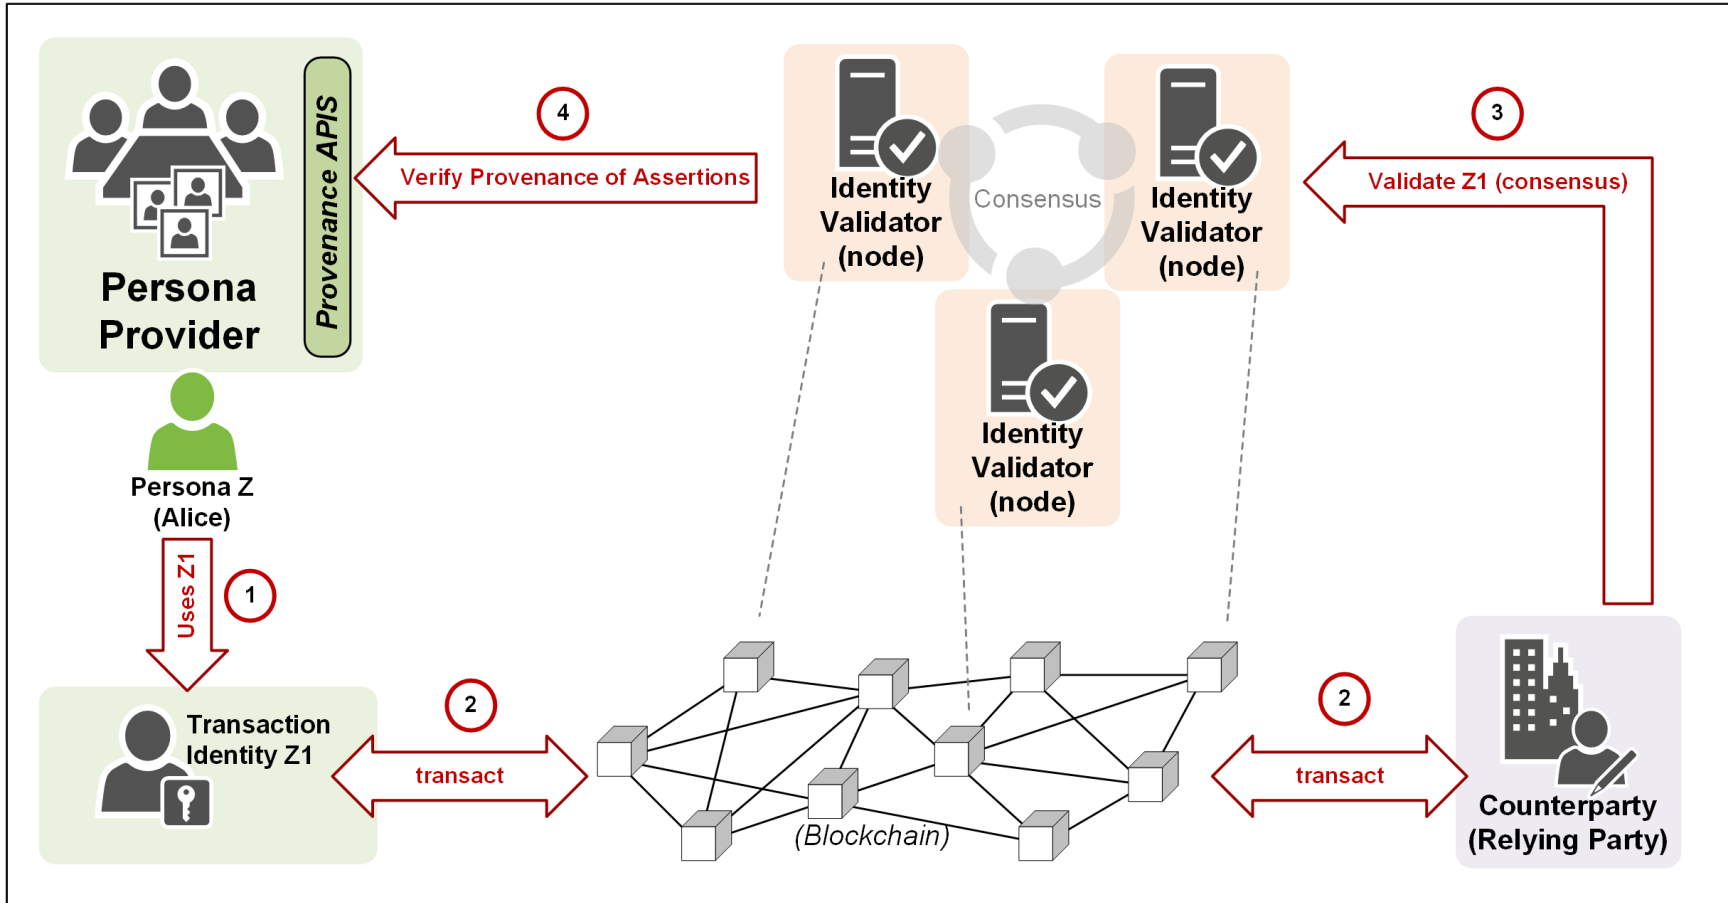 Persona
Provider
Provenance APIS
4
Verify Provenance of Assertions
Identity
Validator
(node)
Consensus
Identity
Validator
(node)
Identity
Validator
(node)
3
Validate Z1 (consensus)
Persona Z
(Alice)
Uses Z1
1
Transaction
Identity Z1
2
transact
(Blockchain)
2
transact
Counterparty
(Relying Party)